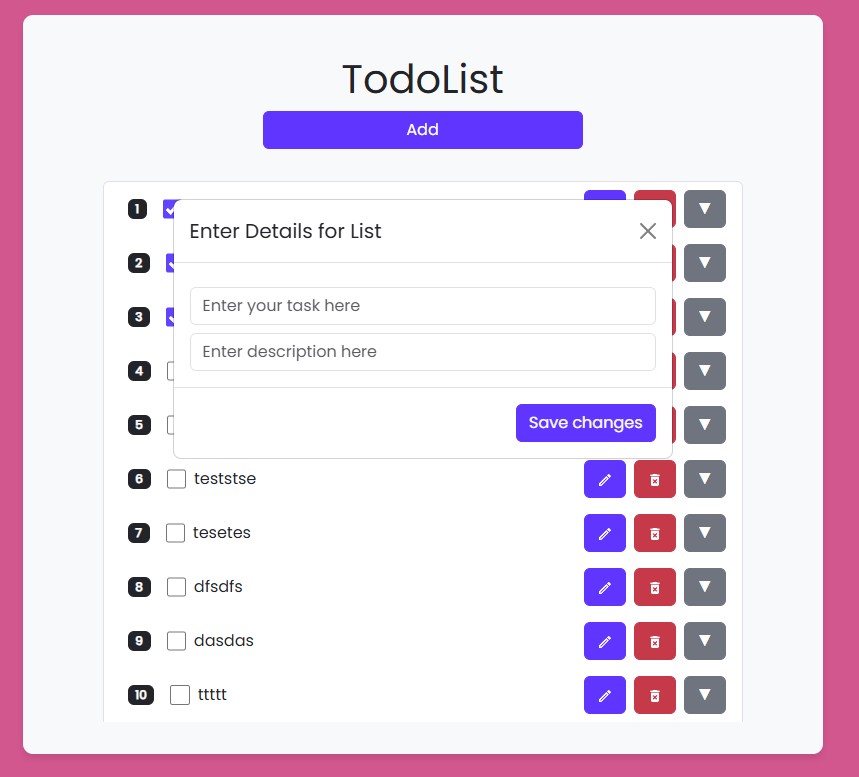 TodoList
Add
1
Enter Details for List
2
Enter your task here
3
Enter description here
4
5
Save changes
6 teststse
7 tesetes
8 dfsdfs
9 dasdas
10 ttttt